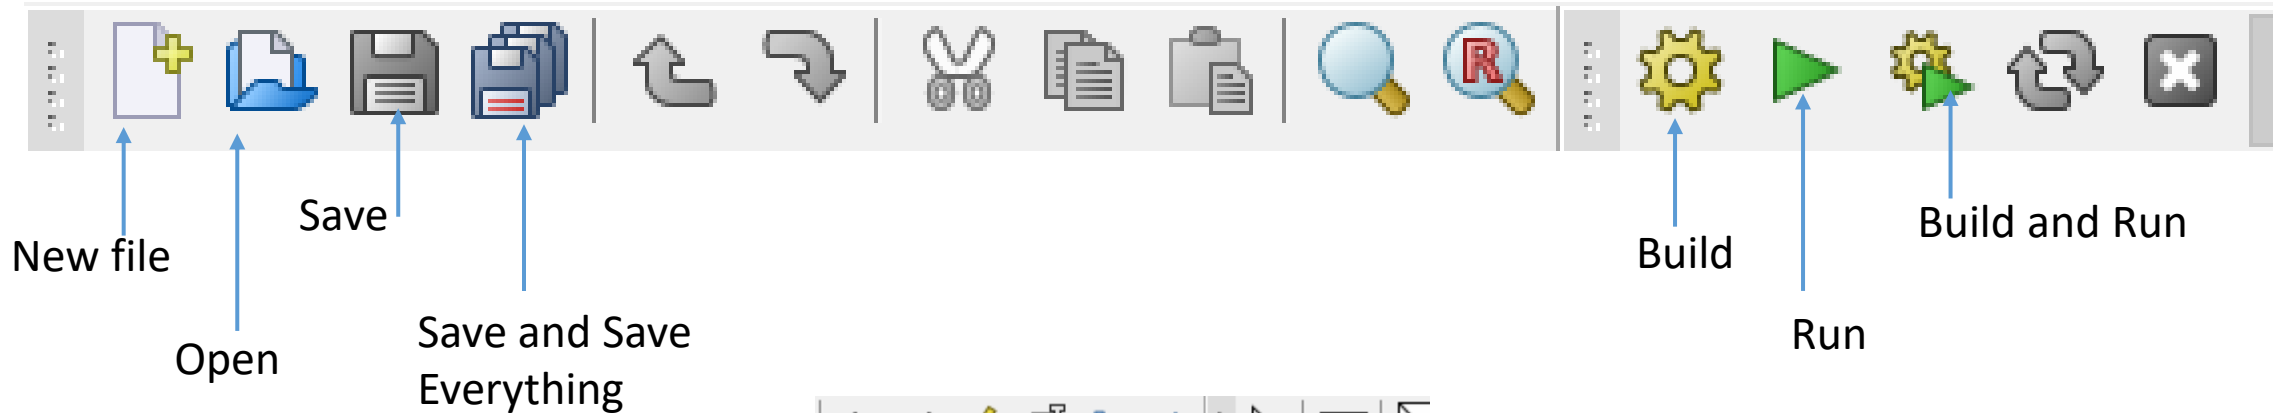 R
Save
New file
Build and Run
Build
Open
Save and Save
Everything
Run